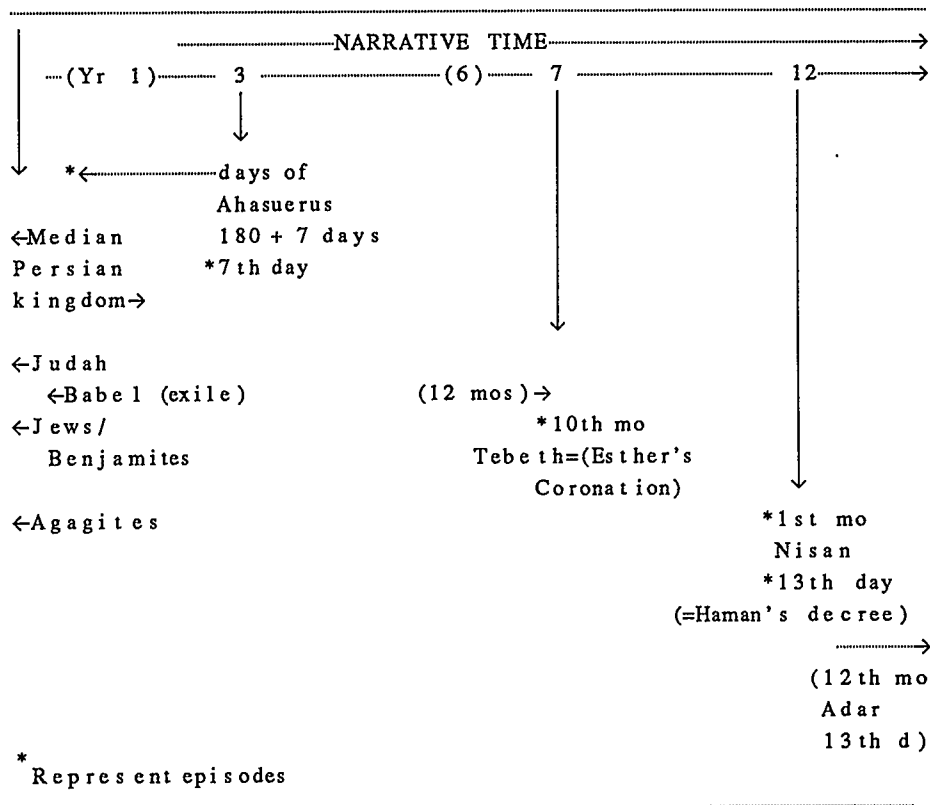 NARRATIVE TIME
(Yr 1) 3 (6) 7 12
* ← days of
Ahasuerus
←Median 180 + 7 days
Persian *7th day
kingdom→
←Judah
←Babel (exile) (12 mos)→
←Jews/ *10th mo
Benjamites Tebeth=(Esther's
Coronation)
←Agagites *1st mo
Nisan
*13th day
(=Haman's decree)
(12th mo
Adar
13th d)
*
Represent episodes